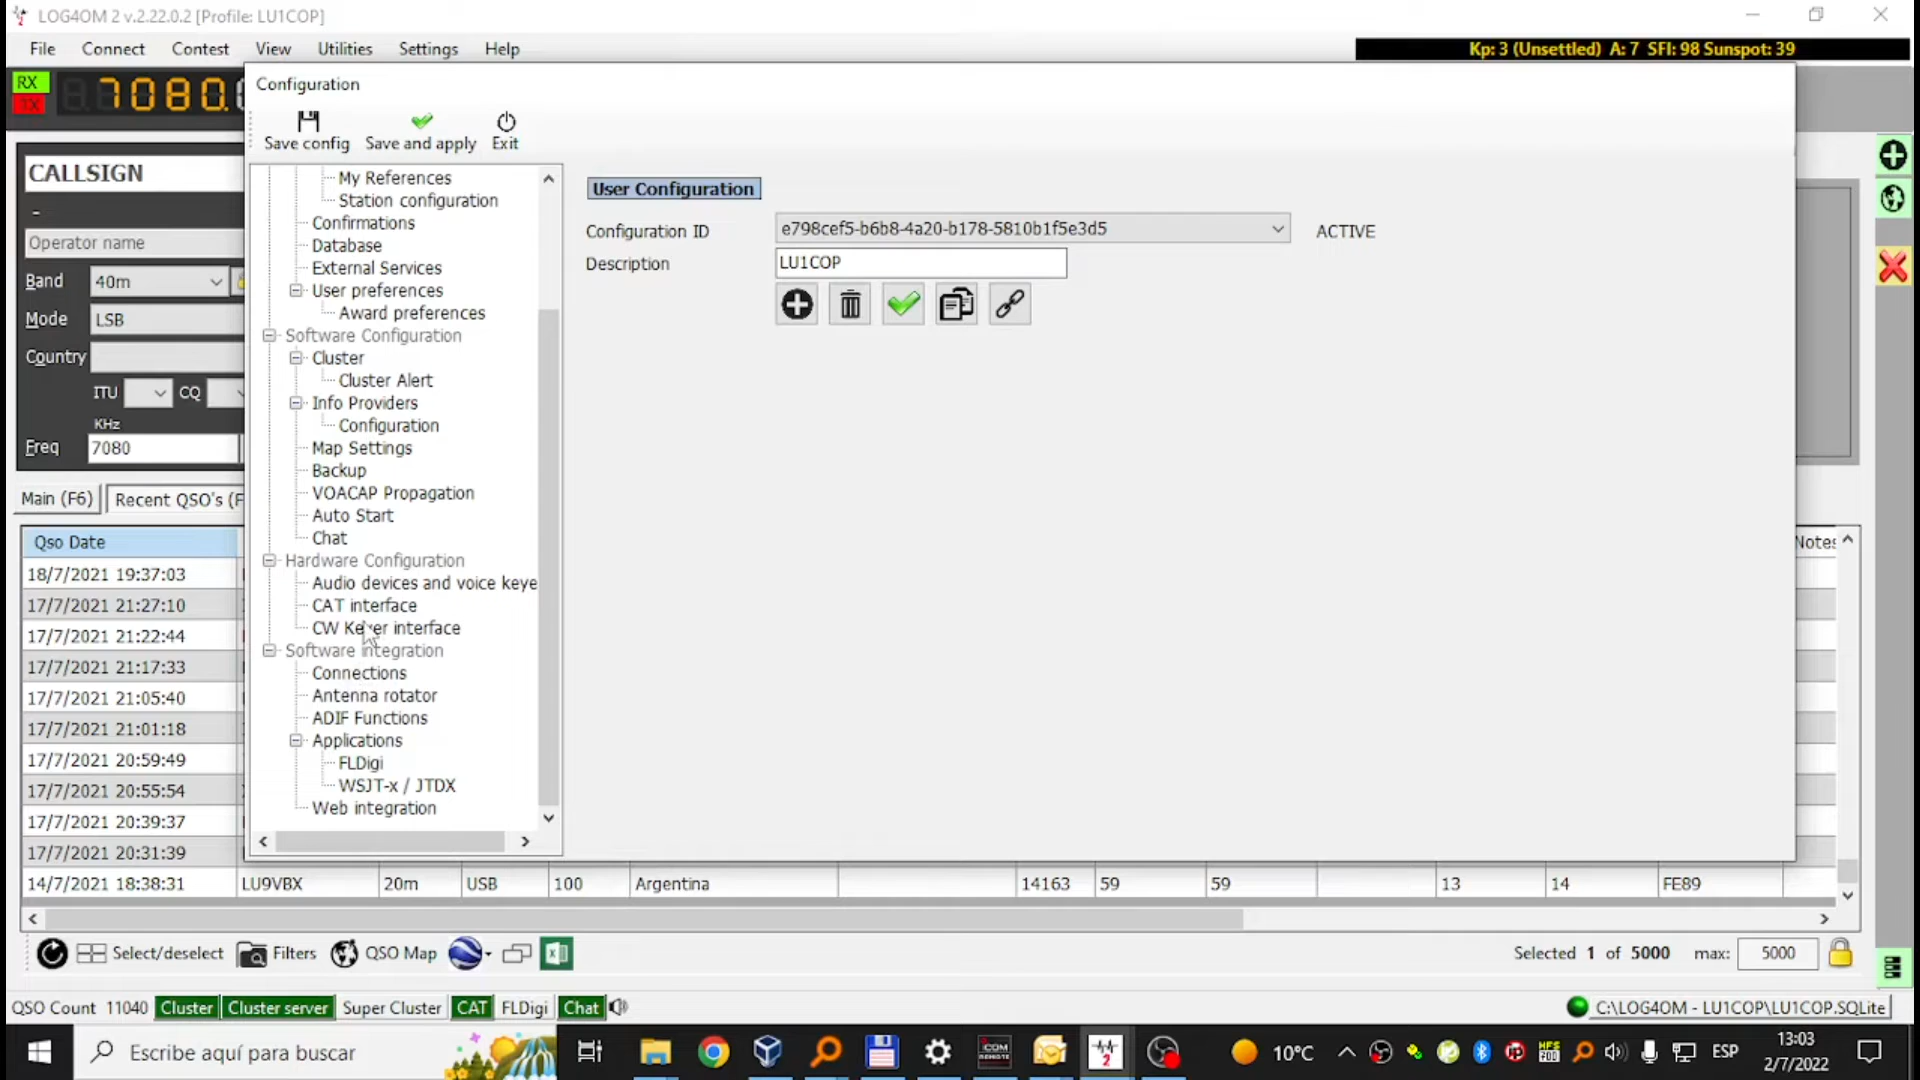 LOG4OM 2 v.2.22.0.2 [Profile: LU1COP]
File Connect Contest View Utilities Settings Help
Kp: 3 (Unsettled) A: 7 SFI: 98 Sunspot: 39
RX
TX
7080.
Configuration
Save config Save and apply Exit
CALLSIGN
-
Operator name
Band 40m
Mode LSB
Country
ITU CQ
KHz
Freq 7080
My References
Station configuration
Confirmations
Database
External Services
User preferences
Award preferences
Software Configuration
Cluster
Cluster Alert
Info Providers
Configuration
Map Settings
Backup
VOACAP Propagation
Auto Start
Chat
Hardware Configuration
Audio devices and voice keye
CAT interface
CW Keyer interface
Software integration
Connections
Antenna rotator
ADIF Functions
Applications
FLDigi
WSJT-x / JTDX
Web integration
User Configuration
Configuration ID e798cef5-b6b8-4a20-b178-5810b1f5e3d5 ACTIVE
Description LU1COP
Main (F6) Recent QSO's (F
Qso Date Notes
18/7/2021 19:37:03
17/7/2021 21:27:10
17/7/2021 21:22:44
17/7/2021 21:17:33
17/7/2021 21:05:40
17/7/2021 21:01:18
17/7/2021 20:59:49
17/7/2021 20:55:54
17/7/2021 20:39:37
17/7/2021 20:31:39
14/7/2021 18:38:31 LU9VBX 20m USB 100 Argentina 14163 59 59 13 14 FE89
Select/deselect Filters QSO Map Selected 1 of 5000 max: 5000
QSO Count 11040 Cluster Cluster server Super Cluster CAT FLDigi Chat C:\LOG4OM - LU1COP\LU1COP.SQLite
Escribe aquí para buscar
10°C
ESP
13:03
2/7/2022